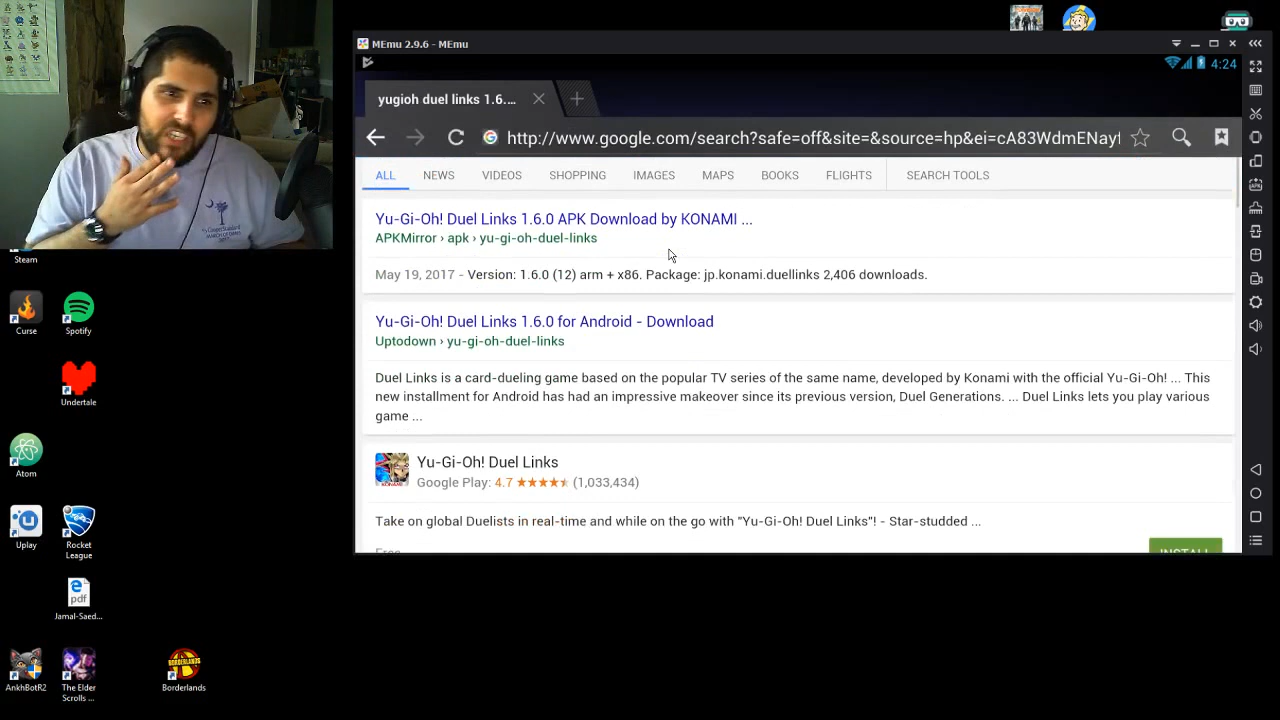 MEmu 2.9.6 - MEmu
4:24
yugioh duel links 1.6....
http://www.google.com/search?safe=off&site=&source=hp&ei=cA83WdmENay
ALL NEWS VIDEOS SHOPPING IMAGES MAPS BOOKS FLIGHTS SEARCH TOOLS
Yu-Gi-Oh! Duel Links 1.6.0 APK Download by KONAMI ...
APKMirror › apk › yu-gi-oh-duel-links
May 19, 2017 - Version: 1.6.0 (12) arm + x86. Package: jp.konami.duellinks 2,406 downloads.
Yu-Gi-Oh! Duel Links 1.6.0 for Android - Download
Uptodown › yu-gi-oh-duel-links
Duel Links is a card-dueling game based on the popular TV series of the same name, developed by Konami with the official Yu-Gi-Oh! ... This
new installment for Android has had an impressive makeover since its previous version, Duel Generations. ... Duel Links lets you play various
game ...
Yu-Gi-Oh! Duel Links
Google Play: 4.7 ★★★★★ (1,033,434)
Take on global Duelists in real-time and while on the go with "Yu-Gi-Oh! Duel Links"! - Star-studded ...
Free
INSTALL
Steam
Curse
Spotify
Undertale
Atom
Uplay
Rocket
League
pdf
Jamal-Saed...
AnkhBotR2
The Elder
Scrolls ...
BORDERLANDS
Borderlands